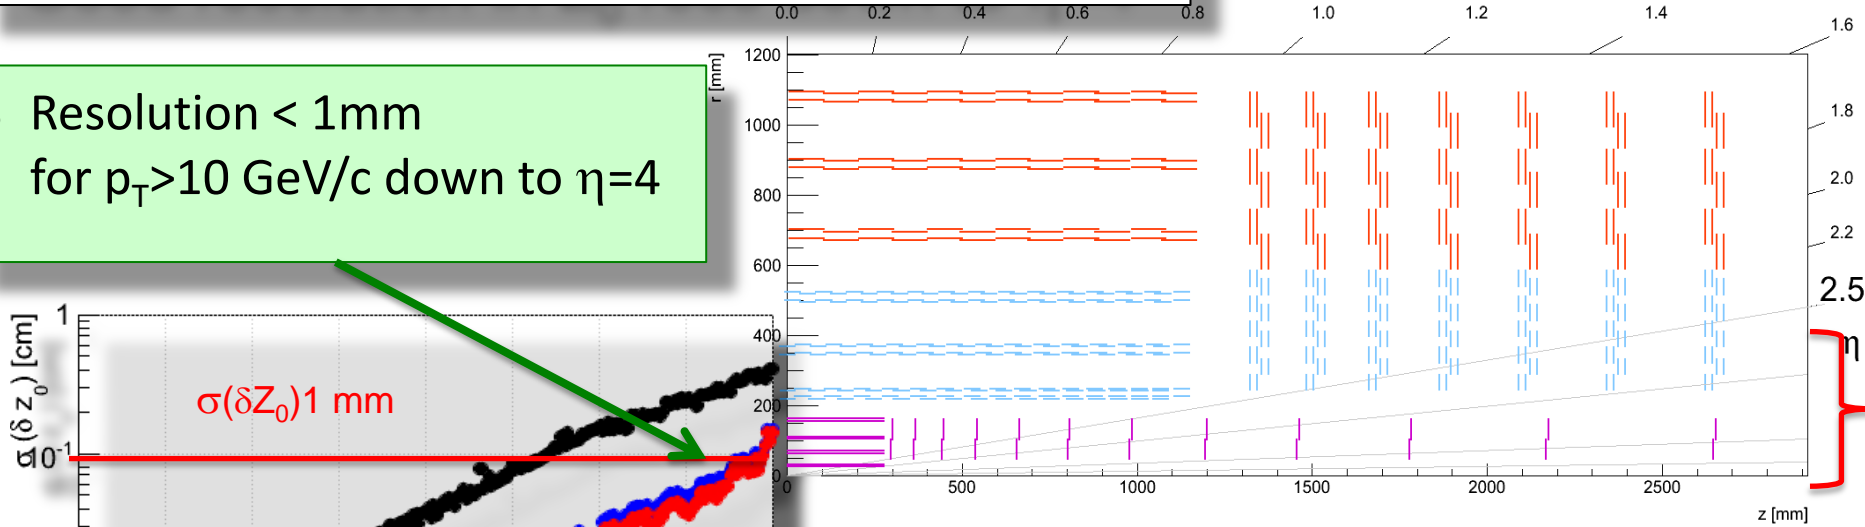 0.0 0.2 0.4 0.6 0.8 1.0 1.2 1.4 1.6
Resolution < 1mm
for pT>10 GeV/c down to η=4
r [mm]
1200
1000
800
600
400
200
0
1.8
2.0
2.2
2.5
η
0 500 1000 1500 2000 2500
z [mm]
σ(δ z0) [cm]
1
10-1
σ(δZ0)1 mm